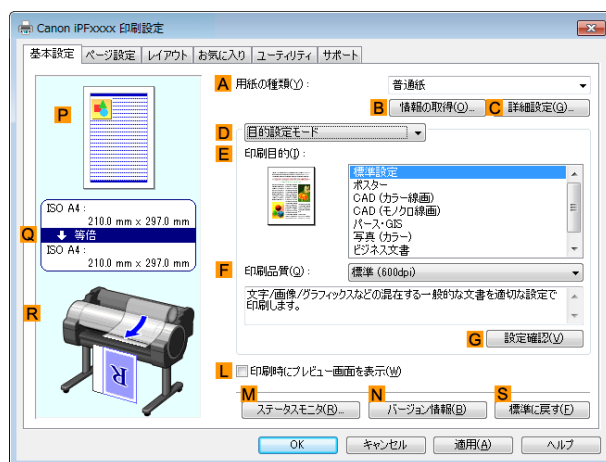 Canon iPFxxxx 印刷設定
基本設定 ページ設定 レイアウト お気に入り ユーティリティ サポート
A 用紙の種類(Y) : 普通紙
B 情報の取得(O)... C 詳細設定(G)...
P
D 目的設定モード
E 印刷目的(I) :
標準設定
ポスター
CAD (カラー線画)
CAD (モノクロ線画)
パース・GIS
写真 (カラー)
ビジネス文書
ISO A4 :
210.0 mm x 297.0 mm
Q 等倍
ISO A4 :
210.0 mm x 297.0 mm
F 印刷品質(Q) : 標準 (600dpi)
文字/画像/グラフィックスなどの混在する一般的な文書を適切な設定で
印刷します。
R
G 設定確認(V)
R
L 印刷時にプレビュー画面を表示(W)
M N S
ステータスモニタ(R)... バージョン情報(B) 標準に戻す(F)
OK キャンセル 適用(A) ヘルプ